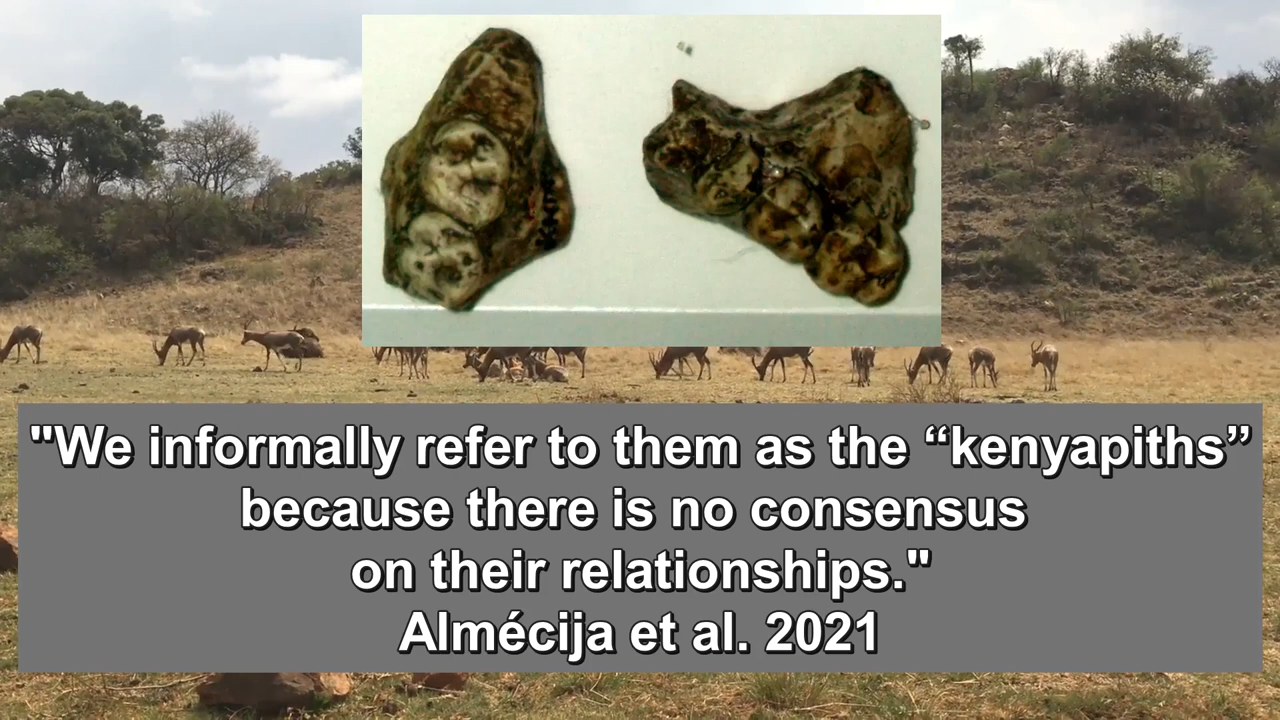 "We informally refer to them as the “kenyapiths”
because there is no consensus
on their relationships."
Almécija et al. 2021